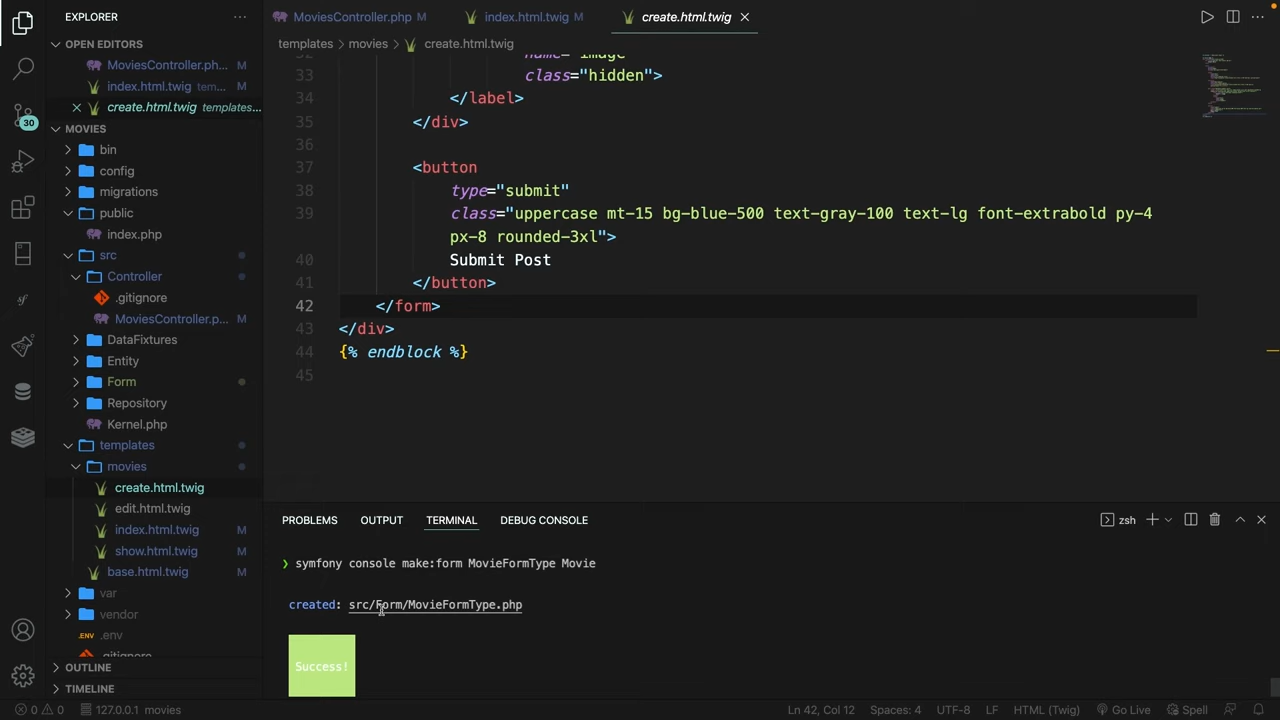 EXPLORER
OPEN EDITORS
MoviesController.ph... M
index.html.twig tem... M
create.html.twig templates...
MOVIES
bin
config
migrations
public
index.php
src
Controller
.gitignore
MoviesController.p... M
DataFixtures
Entity
Form
Repository
Kernel.php
templates
movies
create.html.twig
edit.html.twig
index.html.twig M
show.html.twig M
base.html.twig M
var
vendor
.env
.gitignore
OUTLINE
TIMELINE
30
MoviesController.php M
index.html.twig M
create.html.twig
templates > movies > create.html.twig
32 name="image"
33 class="hidden">
34 </label>
35 </div>
36
37 <button
38 type="submit"
39 class="uppercase mt-15 bg-blue-500 text-gray-100 text-lg font-extrabold py-4
px-8 rounded-3xl">
40 Submit Post
41 </button>
42 </form>
43 </div>
44 {% endblock %}
45
PROBLEMS OUTPUT TERMINAL DEBUG CONSOLE
zsh
❯ symfony console make:form MovieFormType Movie
created: src/Form/MovieFormType.php
Success!
0 0 127.0.0.1 movies
Ln 42, Col 12 Spaces: 4 UTF-8 LF HTML (Twig) Go Live Spell